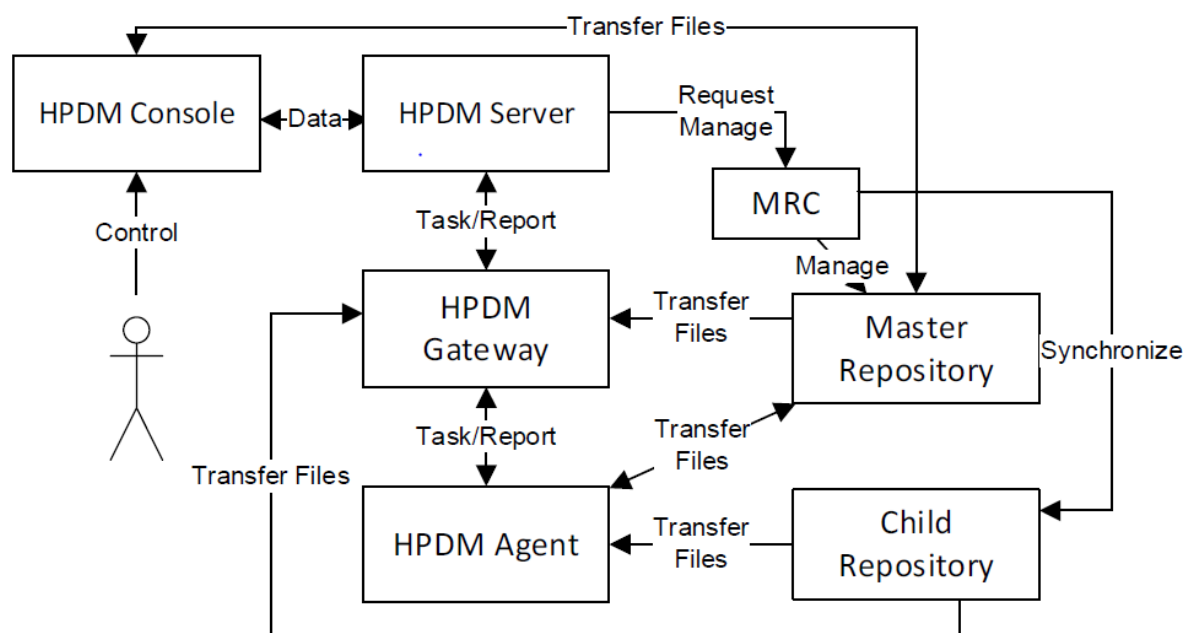 Transfer Files
HPDM Console
Data
HPDM Server
Request
Manage
MRC
Control
Task/Report
Manage
HPDM
Gateway
Transfer
Files
Master
Repository
Synchronize
Task/Report
Transfer
Files
Transfer Files
HPDM Agent
Transfer
Files
Child
Repository